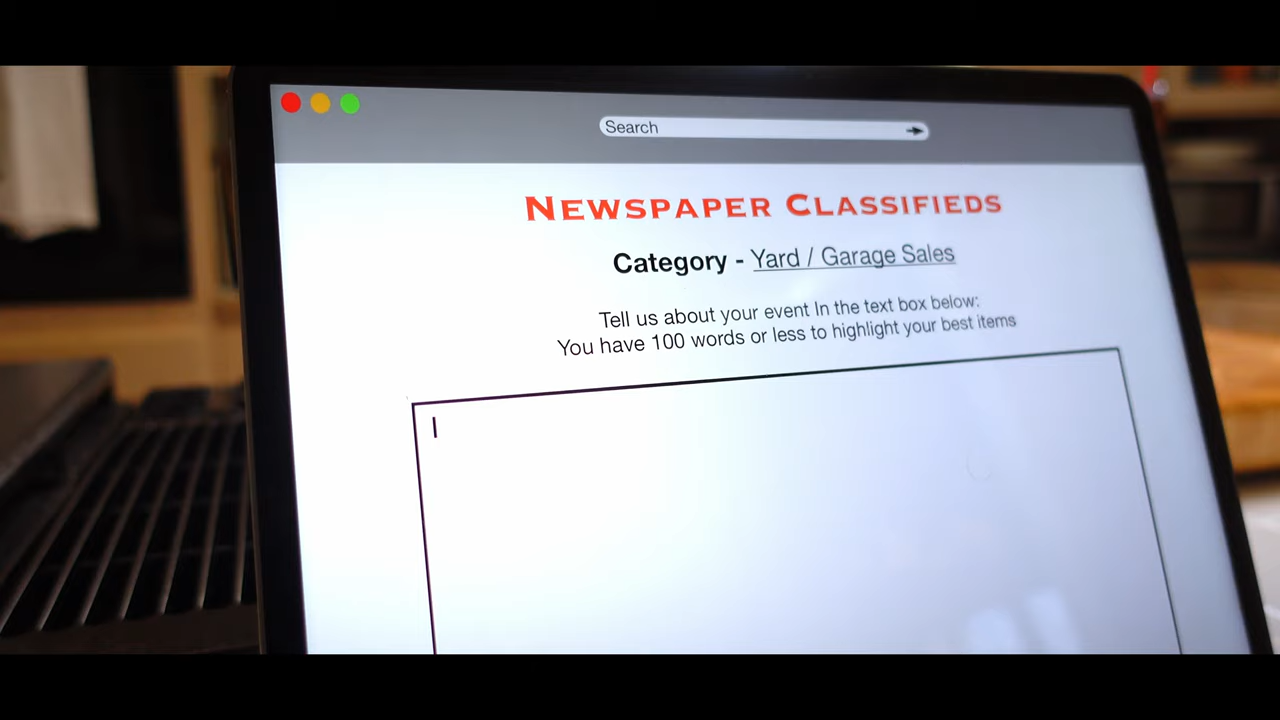 Search
NEWSPAPER CLASSIFIEDS
Category - Yard / Garage Sales
Tell us about your event In the text box below:
You have 100 words or less to highlight your best items